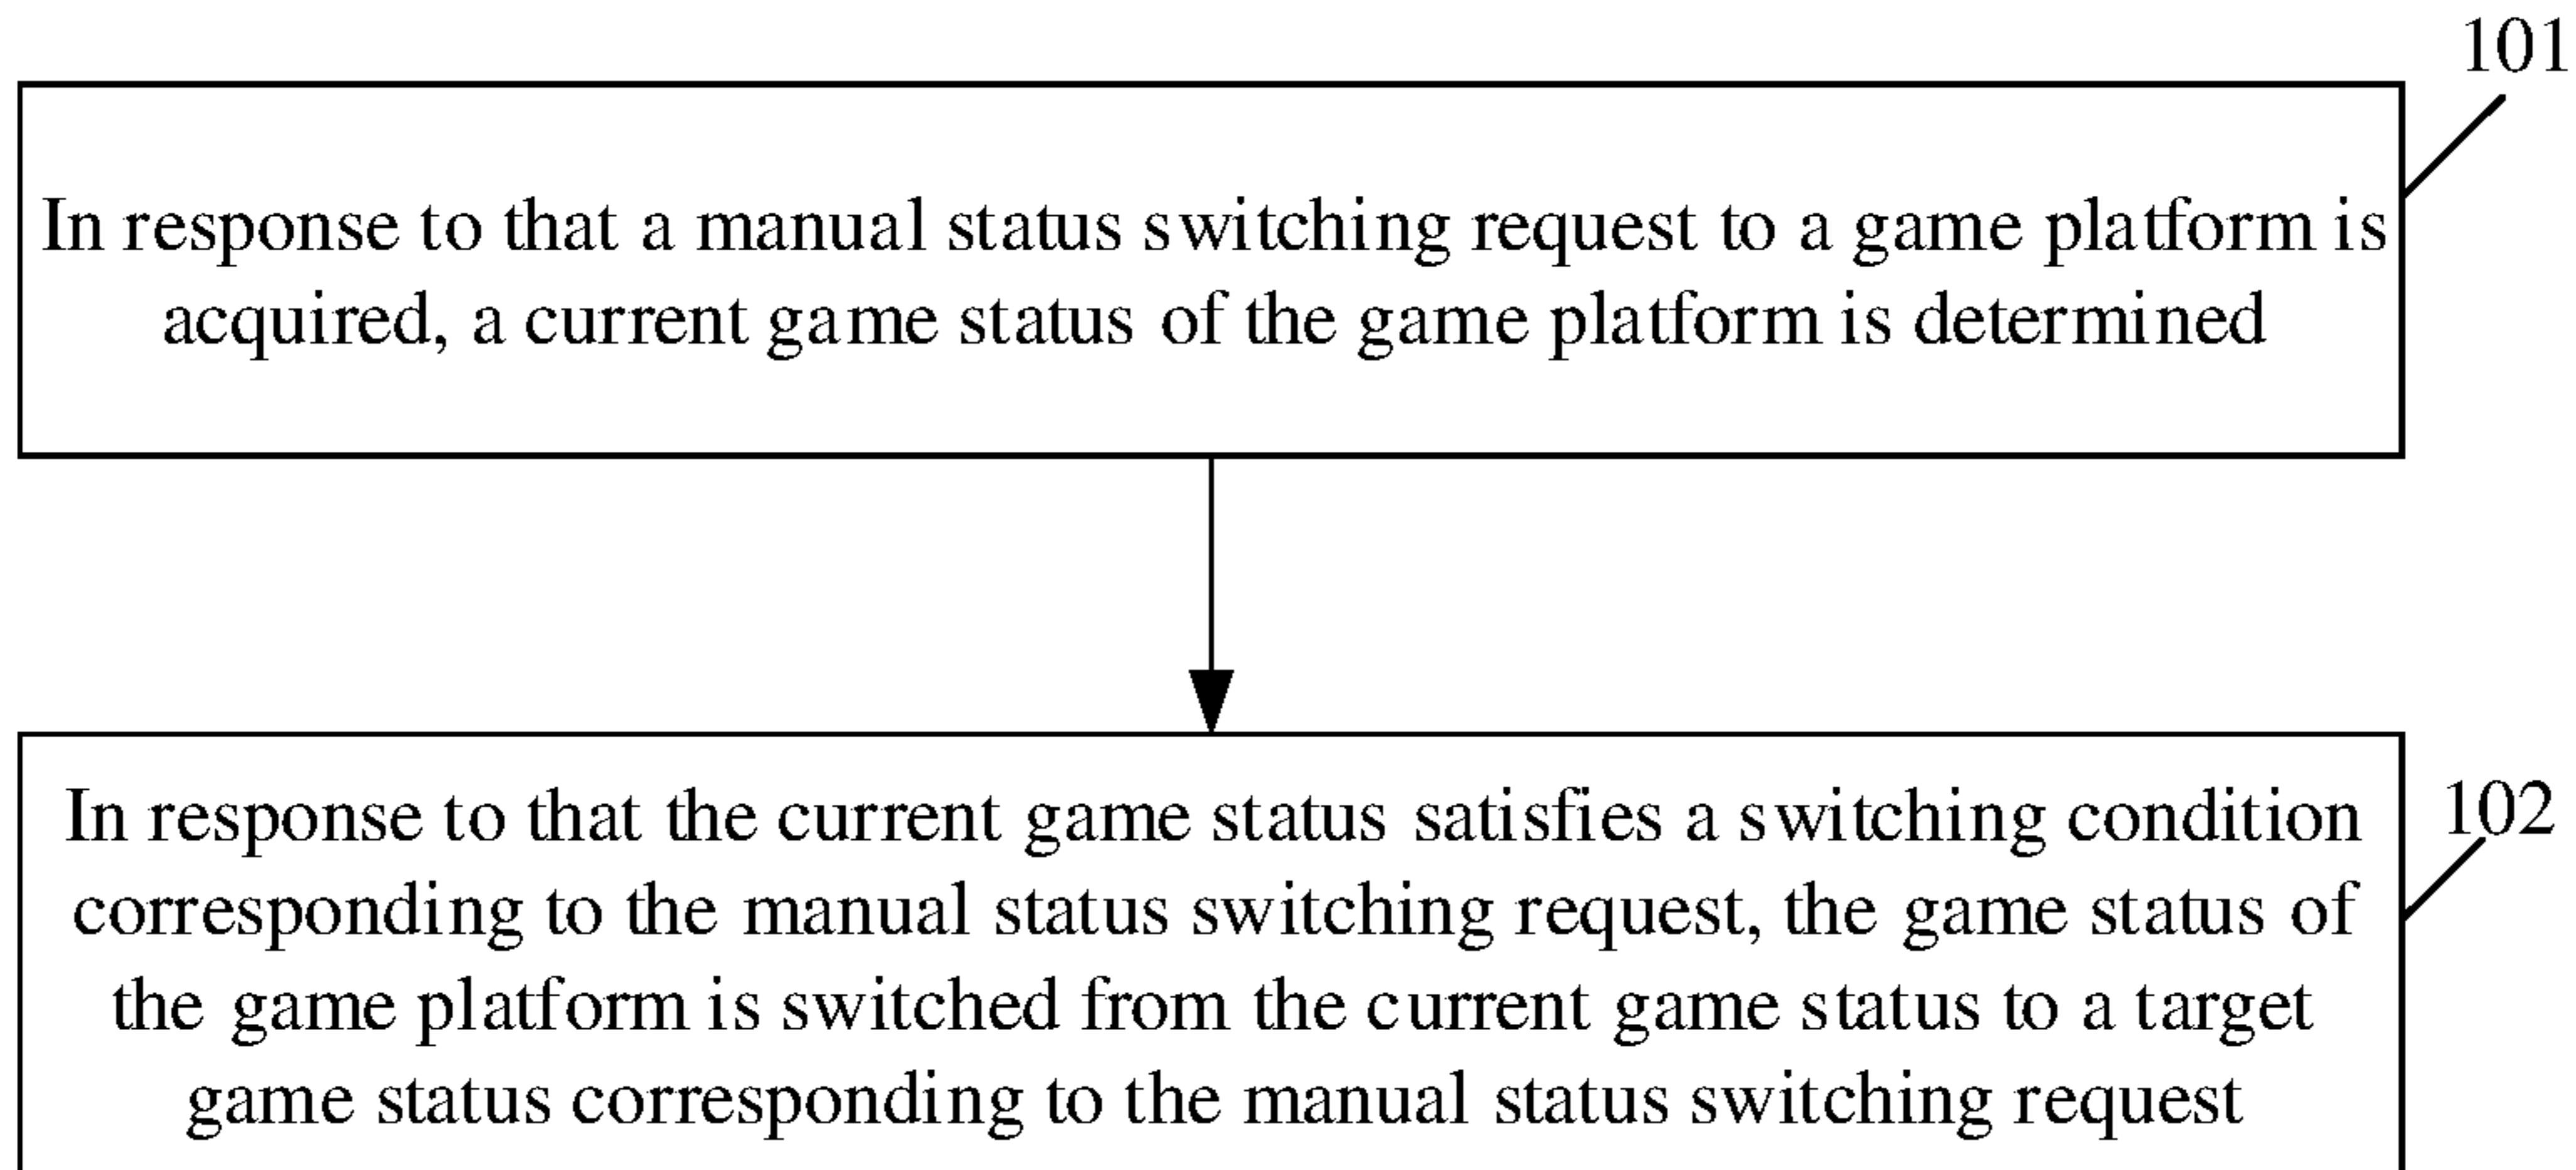 101
In response to that a manual status switching request to a game platform is
acquired, a current game status of the game platform is determined
In response to that the current game status satisfies a switching condition
102
corresponding to the manual status switching request, the game status of
the game platform is switched from the current game status to a target
game status corresponding to the manual status switching request